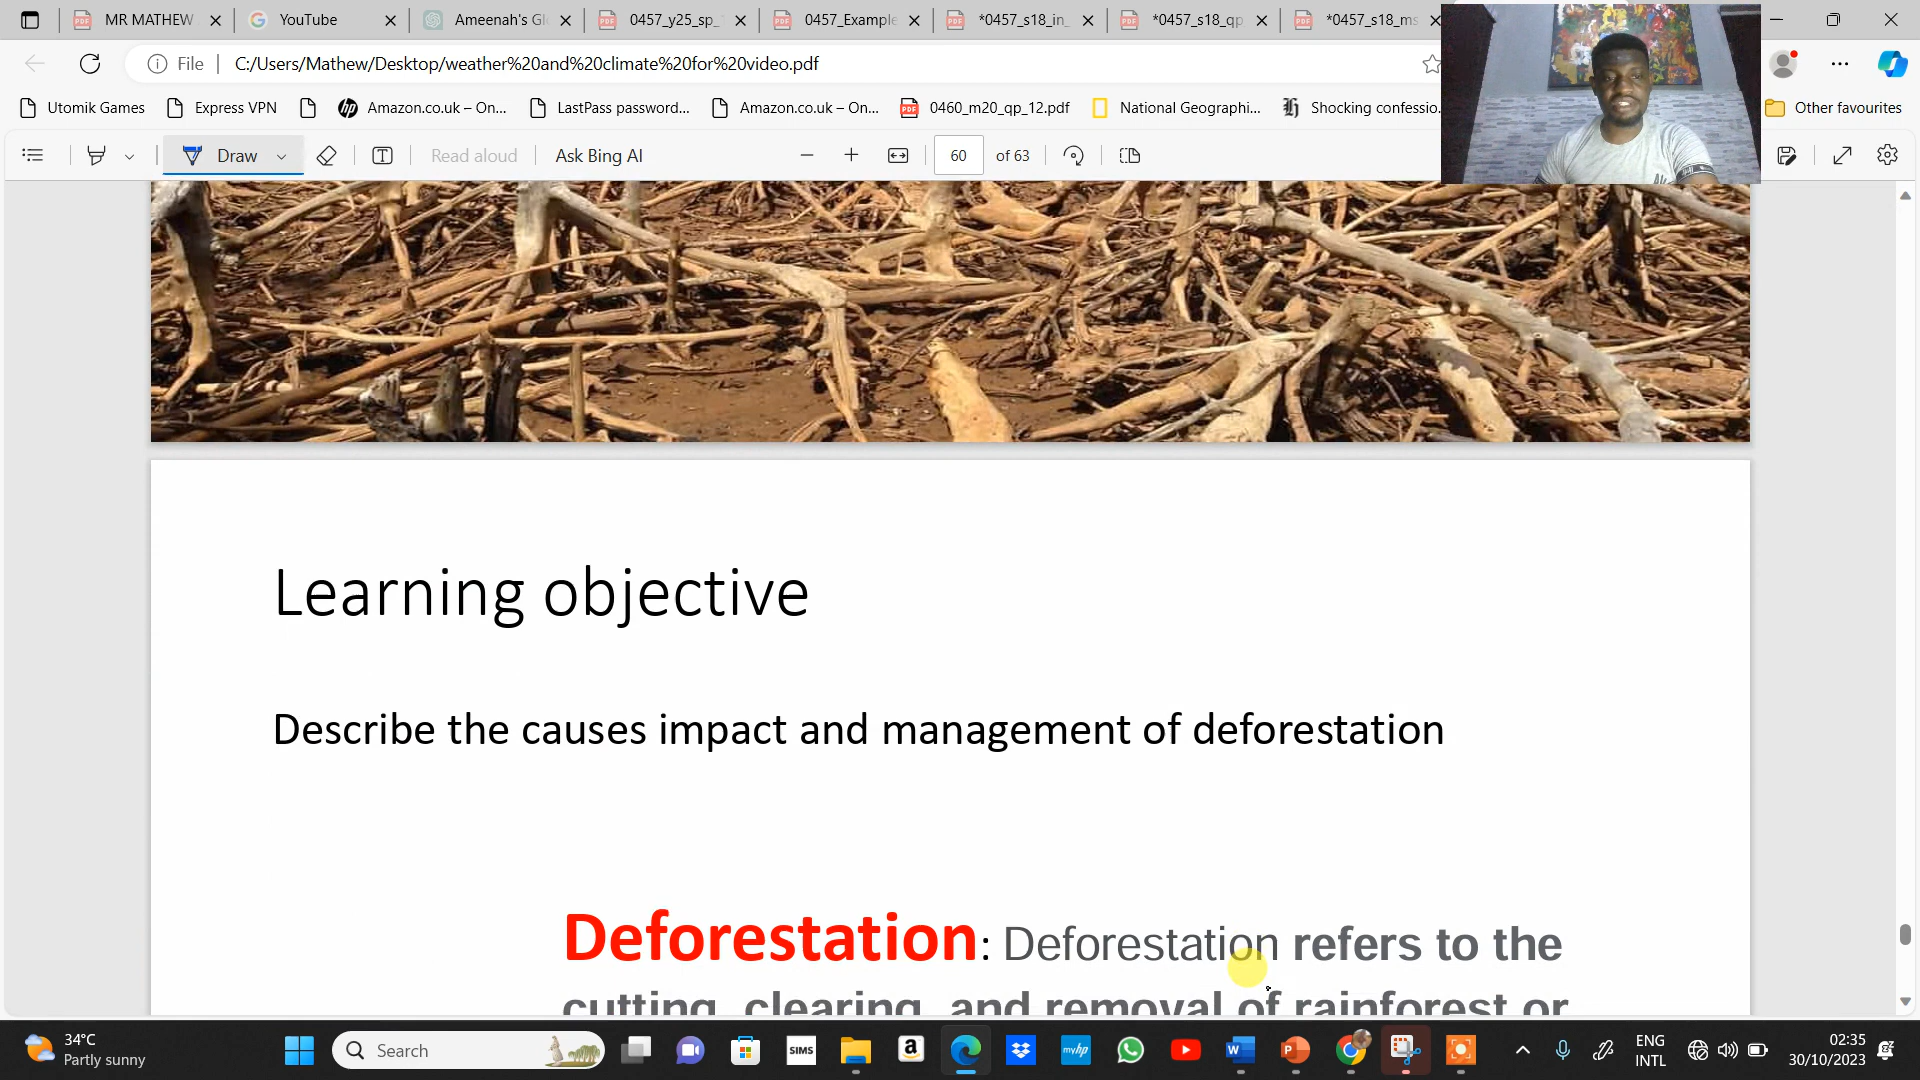 MR MATHEW
YouTube
Ameenah's Gl
0457_y25_sp_
0457_Example
*0457_s18_in_
*0457_s18_qp
*0457_s18_ms
File
C:/Users/Mathew/Desktop/weather%20and%20climate%20for%20video.pdf
Utomik Games
Express VPN
Amazon.co.uk – On...
LastPass password...
Amazon.co.uk – On...
0460_m20_qp_12.pdf
National Geographi...
Shocking confessio.
Other favourites
Draw
Read aloud
Ask Bing AI
60
of 63
Learning objective
Describe the causes impact and management of deforestation
Deforestation: Deforestation refers to the
cutting, clearing, and removal of rainforest or
34°C
Partly sunny
Search
SIMS
myhp
ENG
INTL
02:35
30/10/2023